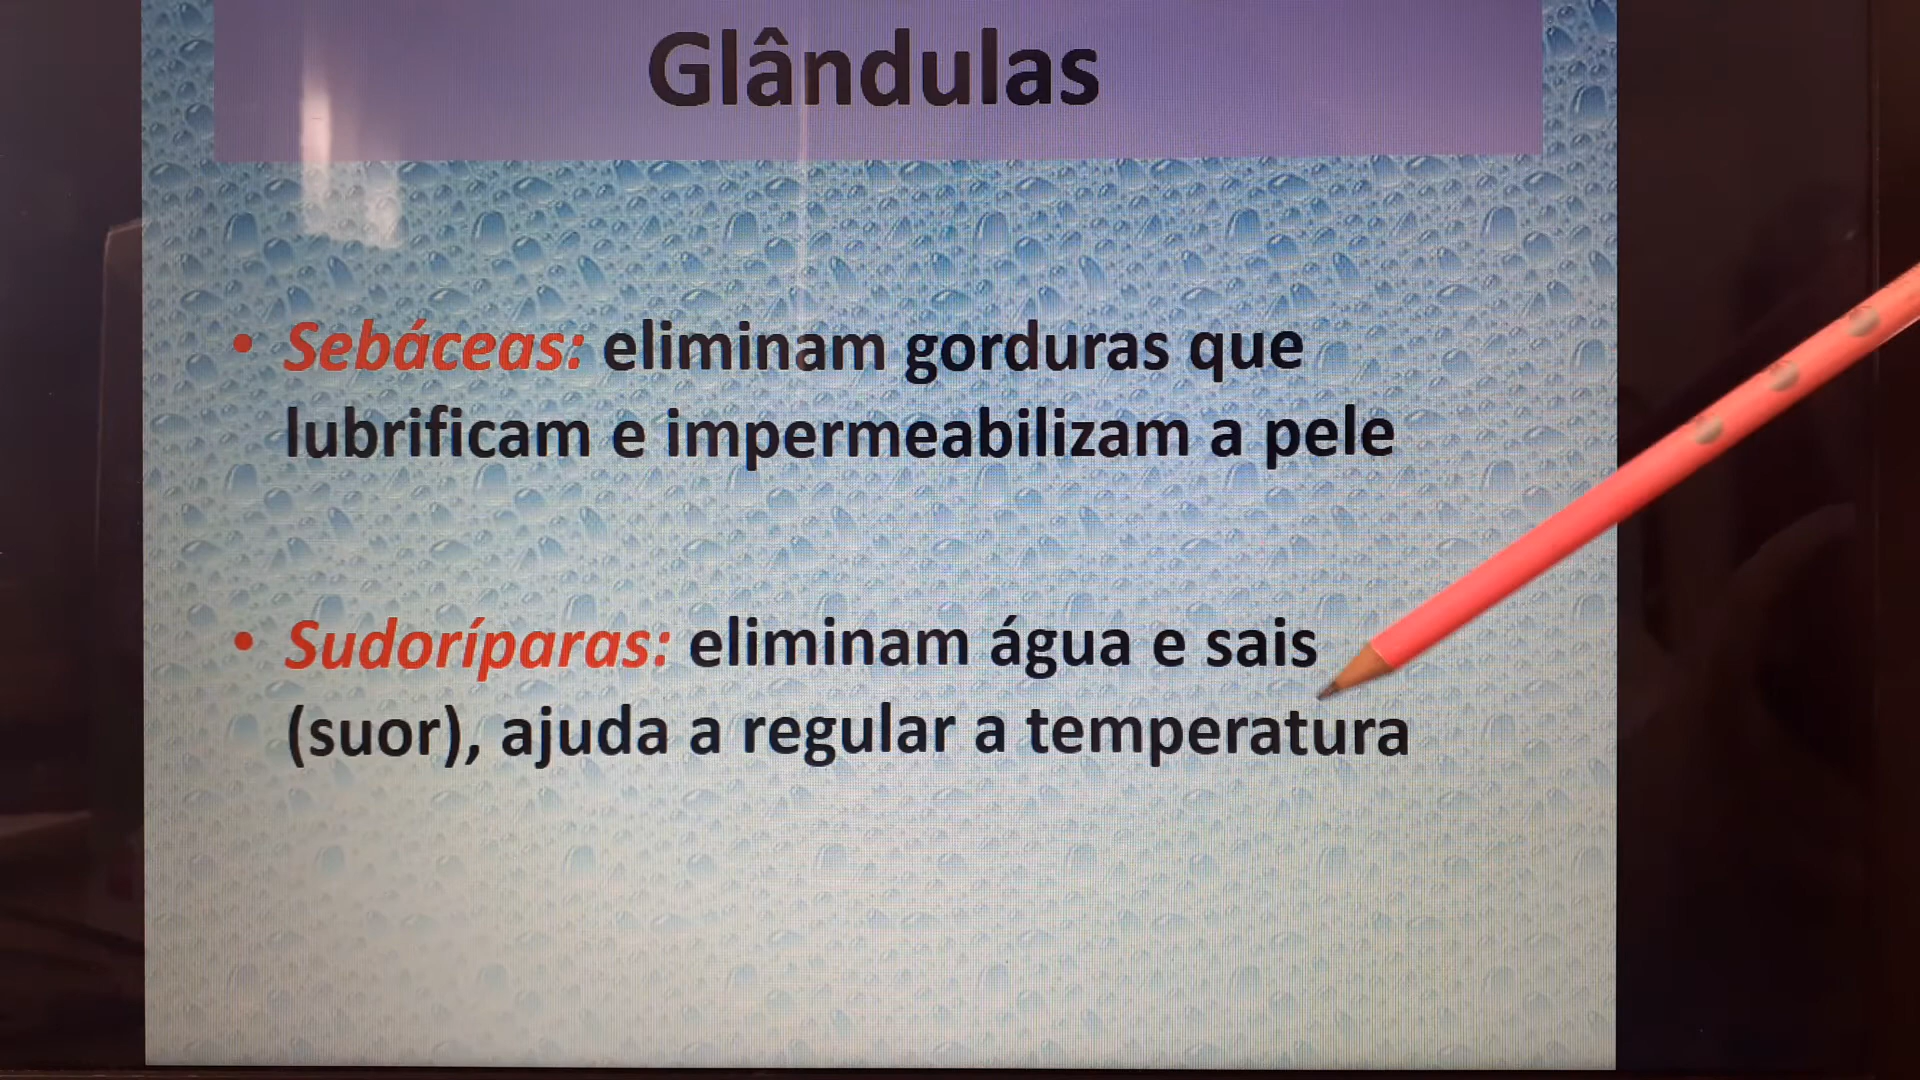 Glândulas
• Sebáceas: eliminam gorduras que
lubrificam e impermeabilizam a pele
• Sudoríparas: eliminam água e sais
(suor), ajuda a regular a temperatura